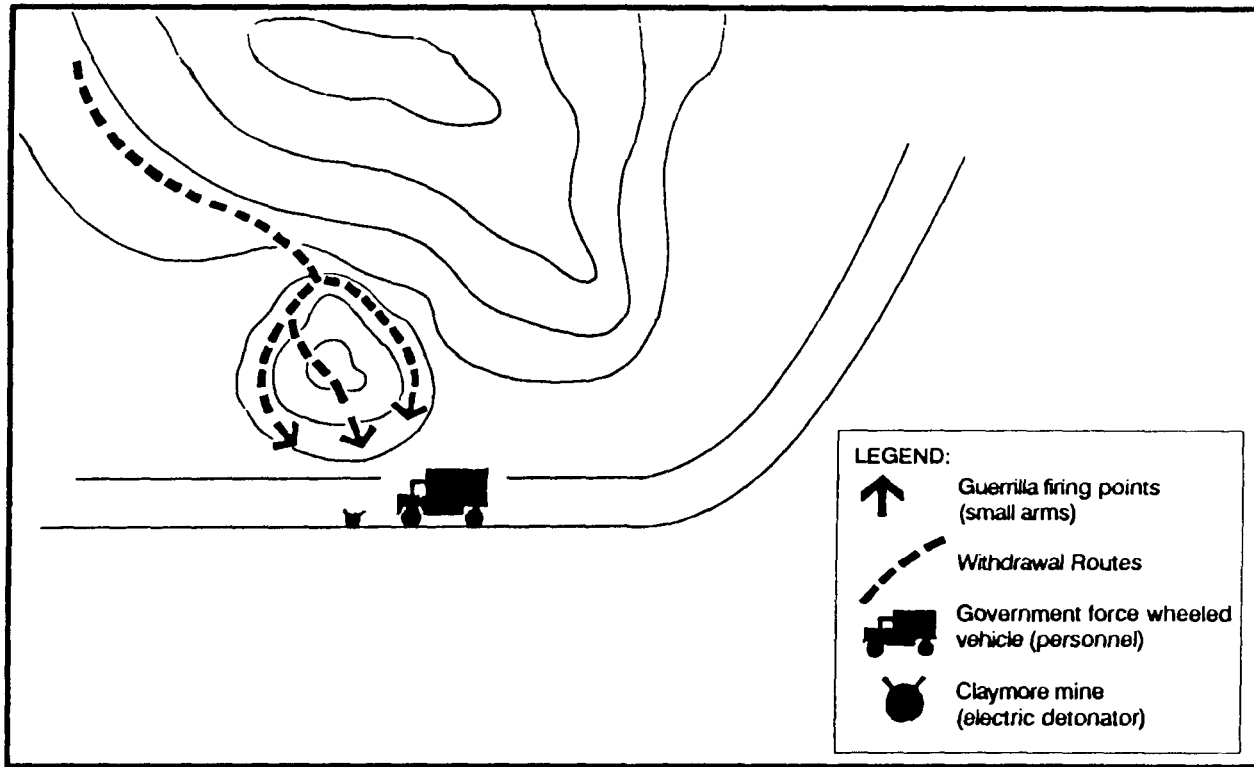 LEGEND:
Guerrilla firing points
(small arms)
Withdrawal Routes
Government force wheeled
vehicle (personnel)
Claymore mine
(electric detonator)